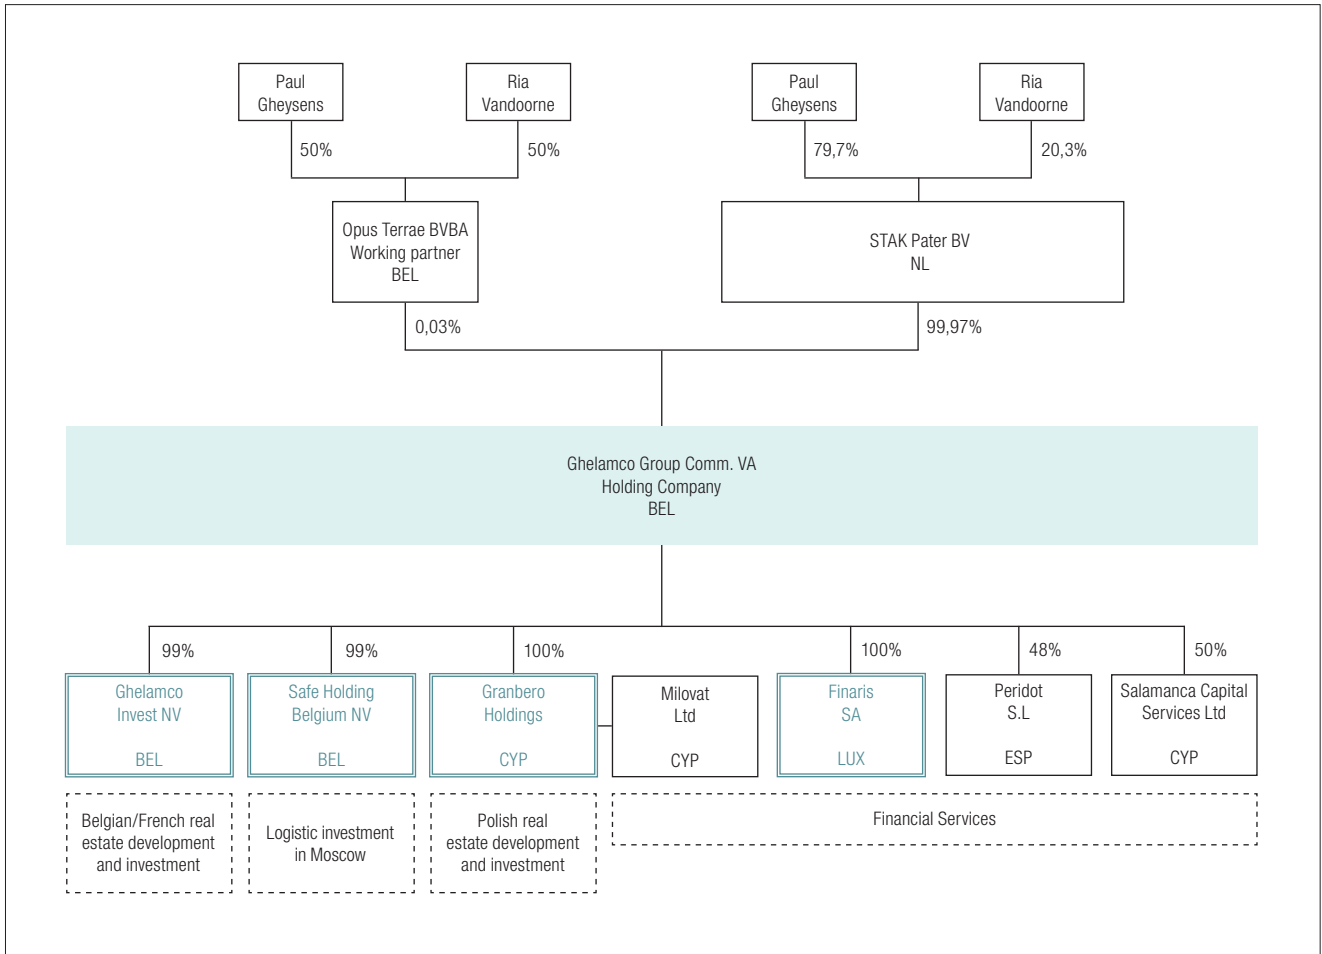 Paul
Gheysens
Ria
Vandoorne
Paul
Gheysens
Ria
Vandoorne
50%
50%
79,7%
20,3%
Opus Terrae BVBA
Working partner
BEL
STAK Pater BV
NL
0,03%
99,97%
Ghelamco Group Comm. VA
Holding Company
BEL
99%
99%
100%
100%
48%
50%
Ghelamco
Invest NV
BEL
Safe Holding
Belgium NV
BEL
Granbero
Holdings
CYP
Milovat
Ltd
CYP
Finaris
SA
LUX
Peridot
S.L
ESP
Salamanca Capital
Services Ltd
CYP
Belgian/French real
estate development
and investment
Logistic investment
in Moscow
Polish real
estate development
and investment
Financial Services